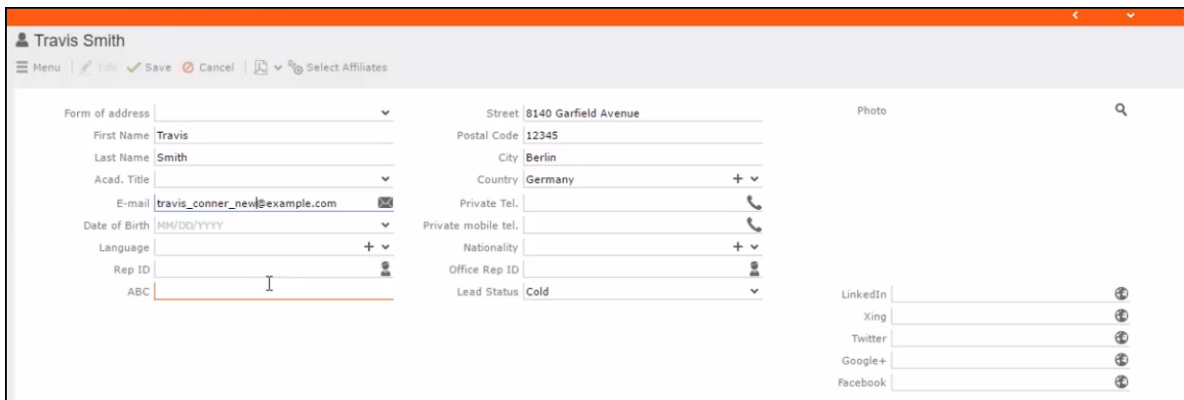 Travis Smith
Menu Edit Save Cancel Select Affiliates
Form of address
First Name Travis
Last Name Smith
Acad. Title
E-mail travis_conner_new@example.com
Date of Birth MM/DD/YYYY
Language
Rep ID
ABC
Street 8140 Garfield Avenue
Postal Code 12345
City Berlin
Country Germany
Private Tel.
Private mobile tel.
Nationality
Office Rep ID
Lead Status Cold
Photo
LinkedIn
Xing
Twitter
Google+
Facebook